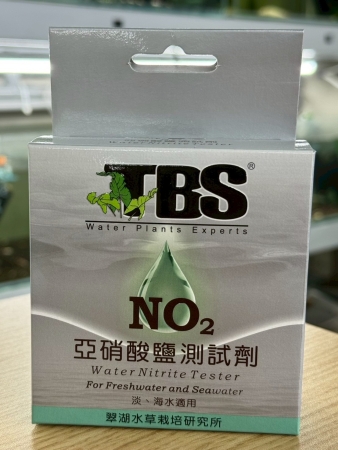 TBS®
Water Plants Experts
NO₂
亞硝酸鹽測試劑
Water Nitrite Tester
For Freshwater and Seawater
淡、海水適用
翠湖水草栽培研究所